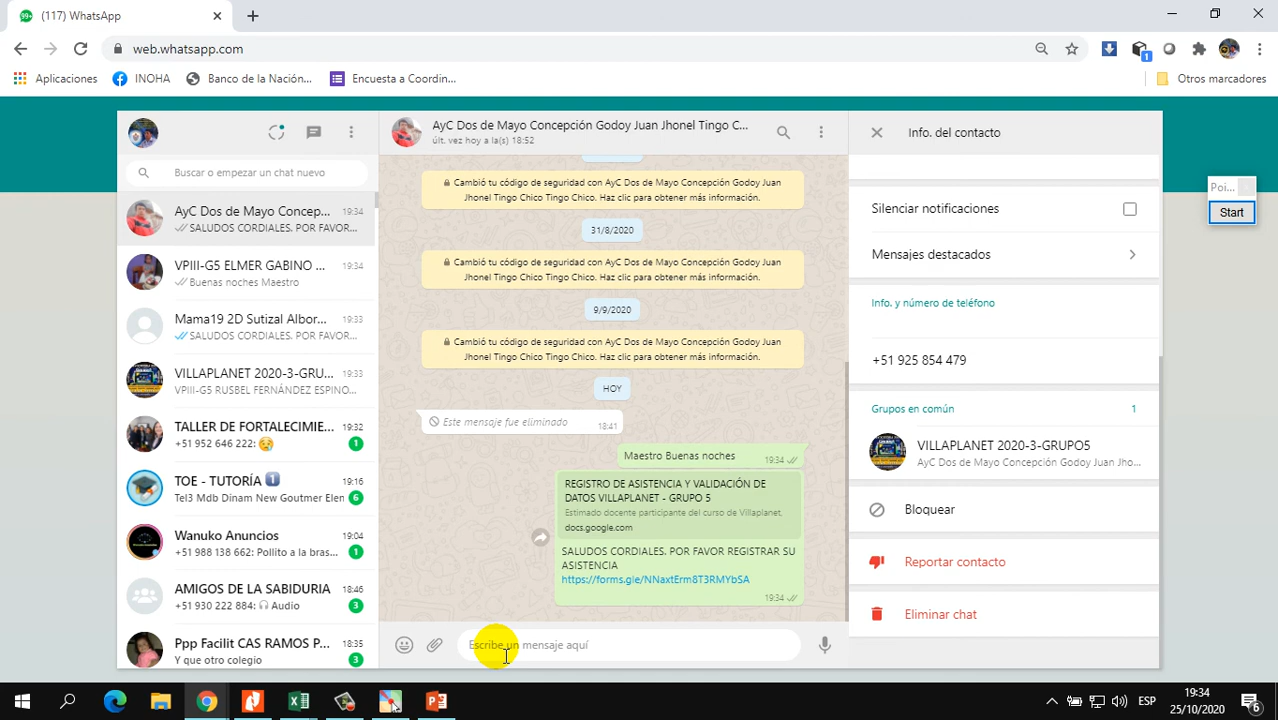 (117) WhatsApp
99+
web.whatsapp.com
1
Aplicaciones
INOHA
Banco de la Nación...
Encuesta a Coordin...
Otros marcadores
AyC Dos de Mayo Concepción Godoy Juan Jhonel Tingo C...
últ. vez hoy a la(s) 18:52
Info. del contacto
Buscar o empezar un chat nuevo
AyC Dos de Mayo Concep...
19:34
SALUDOS CORDIALES. POR FAVOR...
VPIII-G5 ELMER GABINO ...
19:34
Buenas noches Maestro
Mama19 2D Sutizal Albor...
19:33
SALUDOS CORDIALES. POR FAVOR...
VILLAPLANET 2020-3-GRU...
19:33
VPIII-G5 RUSBEL FERNÁNDEZ ESPINO...
TALLER DE FORTALECIMIE...
19:32
+51 952 646 222: 😥
1
TOE - TUTORÍA 1️⃣
19:16
Tel3 Mdb Dinam New Goutmer Elen
6
Wanuko Anuncios
19:04
+51 988 138 662: Pollito a la bras...
1
AMIGOS DE LA SABIDURIA
18:46
+51 930 222 884: Audio
3
Ppp Facilit CAS RAMOS P...
18:35
Y que otro colegio
3
Cambió tu código de seguridad con AyC Dos de Mayo Concepción Godoy Juan
Jhonel Tingo Chico Tingo Chico. Haz clic para obtener más información.
31/8/2020
Cambió tu código de seguridad con AyC Dos de Mayo Concepción Godoy Juan
Jhonel Tingo Chico Tingo Chico. Haz clic para obtener más información.
9/9/2020
Cambió tu código de seguridad con AyC Dos de Mayo Concepción Godoy Juan
Jhonel Tingo Chico Tingo Chico. Haz clic para obtener más información.
HOY
Este mensaje fue eliminado
18:41
Maestro Buenas noches
19:34
REGISTRO DE ASISTENCIA Y VALIDACIÓN DE
DATOS VILLAPLANET - GRUPO 5
Estimado docente participante del curso de Villaplanet,
docs.google.com
SALUDOS CORDIALES. POR FAVOR REGISTRAR SU
ASISTENCIA
https://forms.gle/NNaxtErm8T3RMYbSA
19:34
Escribe un mensaje aquí
Silenciar notificaciones
Mensajes destacados
Info. y número de teléfono
+51 925 854 479
Grupos en común
1
VILLAPLANET 2020-3-GRUPO5
AyC Dos de Mayo Concepción Godoy Juan Jho...
Bloquear
Reportar contacto
Eliminar chat
Poi...
Start
ESP
19:34
25/10/2020
6